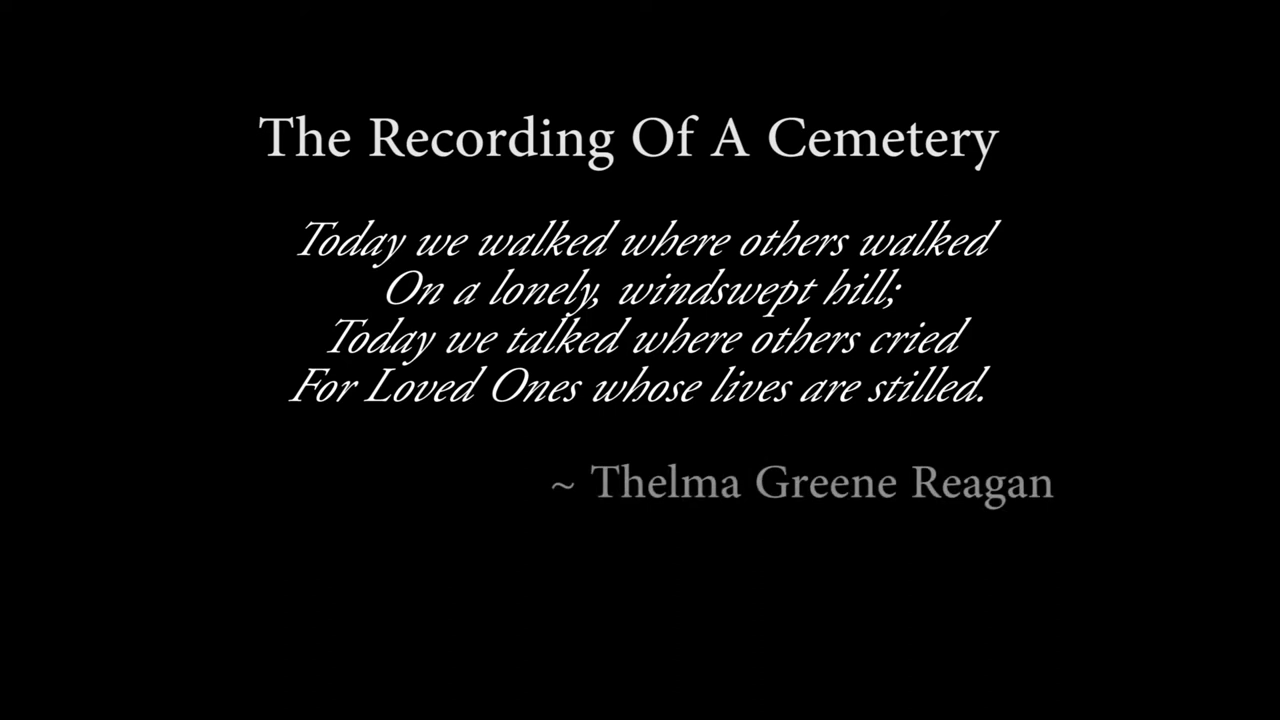 The Recording Of A Cemetery
Today we walked where others walked
On a lonely, windswept hill;
Today we talked where others cried
For Loved Ones whose lives are stilled.
~ Thelma Greene Reagan